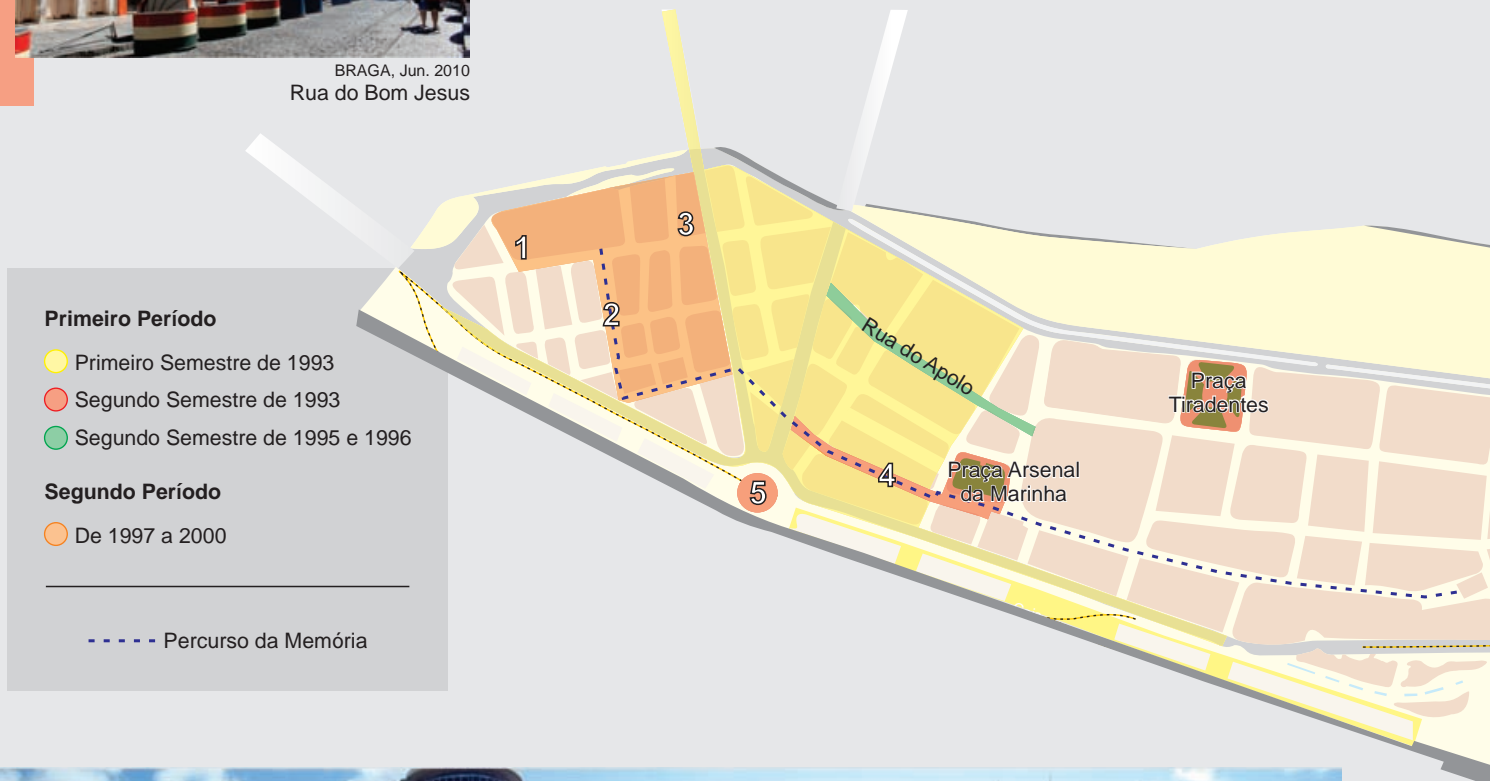 BRAGA, Jun. 2010
Rua do Bom Jesus
Primeiro Período
Primeiro Semestre de 1993
Segundo Semestre de 1993
Segundo Semestre de 1995 e 1996
Segundo Período
De 1997 a 2000
Percurso da Memória
1
2
3
4
5
Rua do Apolo
Praça
Tiradentes
Praça Arsenal
da Marinha